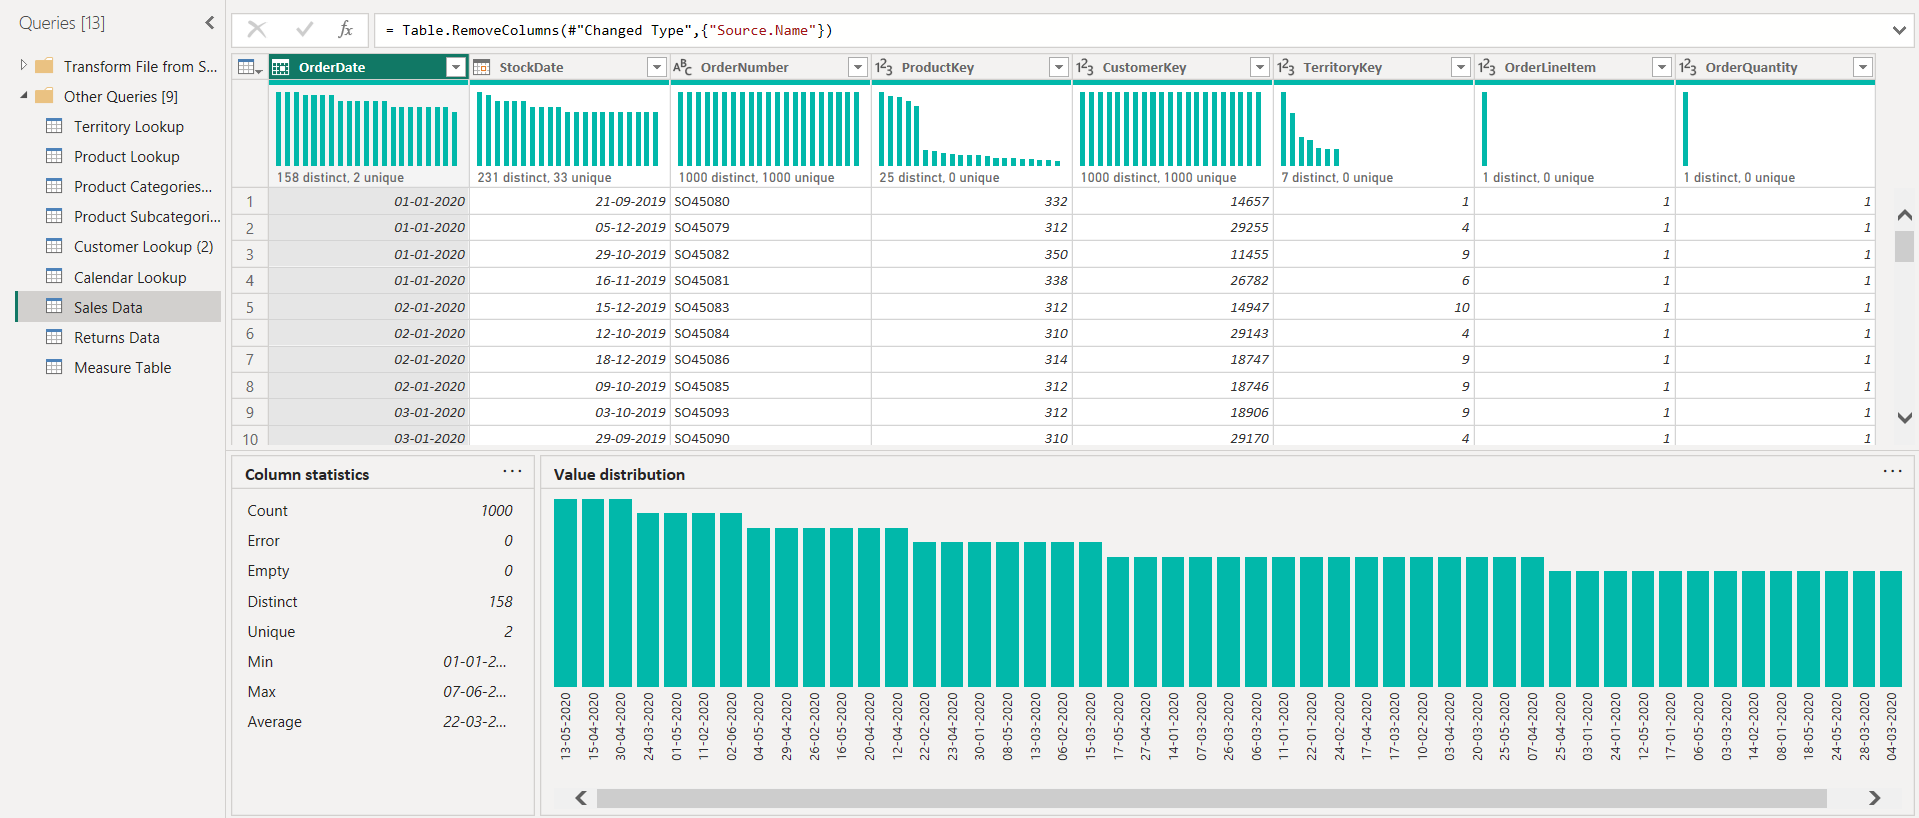 Queries [13]
Transform File from S...
Other Queries [9]
Territory Lookup
Product Lookup
Product Categories...
Product Subcategori...
Customer Lookup (2)
Calendar Lookup
Sales Data
Returns Data
Measure Table
fx = Table.RemoveColumns(#"Changed Type",{"Source.Name"})
OrderDate StockDate ABC OrderNumber 123 ProductKey 123 CustomerKey 123 TerritoryKey 123 OrderLineItem 123 OrderQuantity
158 distinct, 2 unique 231 distinct, 33 unique 1000 distinct, 1000 unique 25 distinct, 0 unique 1000 distinct, 1000 unique 7 distinct, 0 unique 1 distinct, 0 unique 1 distinct, 0 unique
1 01-01-2020 21-09-2019 SO45080 332 14657 1 1 1
2 01-01-2020 05-12-2019 SO45079 312 29255 4 1 1
3 01-01-2020 29-10-2019 SO45082 350 11455 9 1 1
4 01-01-2020 16-11-2019 SO45081 338 26782 6 1 1
5 02-01-2020 15-12-2019 SO45083 312 14947 10 1 1
6 02-01-2020 12-10-2019 SO45084 310 29143 4 1 1
7 02-01-2020 18-12-2019 SO45086 314 18747 9 1 1
8 02-01-2020 09-10-2019 SO45085 312 18746 9 1 1
9 03-01-2020 03-10-2019 SO45093 312 18906 9 1 1
10 03-01-2020 29-09-2019 SO45090 310 29170 4 1 1
Column statistics ...
Count 1000
Error 0
Empty 0
Distinct 158
Unique 2
Min 01-01-2...
Max 07-06-2...
Average 22-03-2...
Value distribution ...
13-05-2020
15-04-2020
30-04-2020
24-03-2020
01-05-2020
11-02-2020
02-06-2020
04-05-2020
29-04-2020
26-02-2020
16-05-2020
20-04-2020
12-04-2020
22-02-2020
23-04-2020
30-01-2020
08-05-2020
13-03-2020
06-02-2020
15-03-2020
17-05-2020
27-04-2020
14-01-2020
07-03-2020
26-03-2020
06-03-2020
11-01-2020
22-01-2020
24-02-2020
17-04-2020
17-03-2020
10-02-2020
03-04-2020
20-03-2020
25-05-2020
07-04-2020
25-04-2020
03-01-2020
24-01-2020
12-05-2020
17-01-2020
06-05-2020
03-03-2020
14-02-2020
08-01-2020
18-05-2020
24-05-2020
28-03-2020
04-03-2020